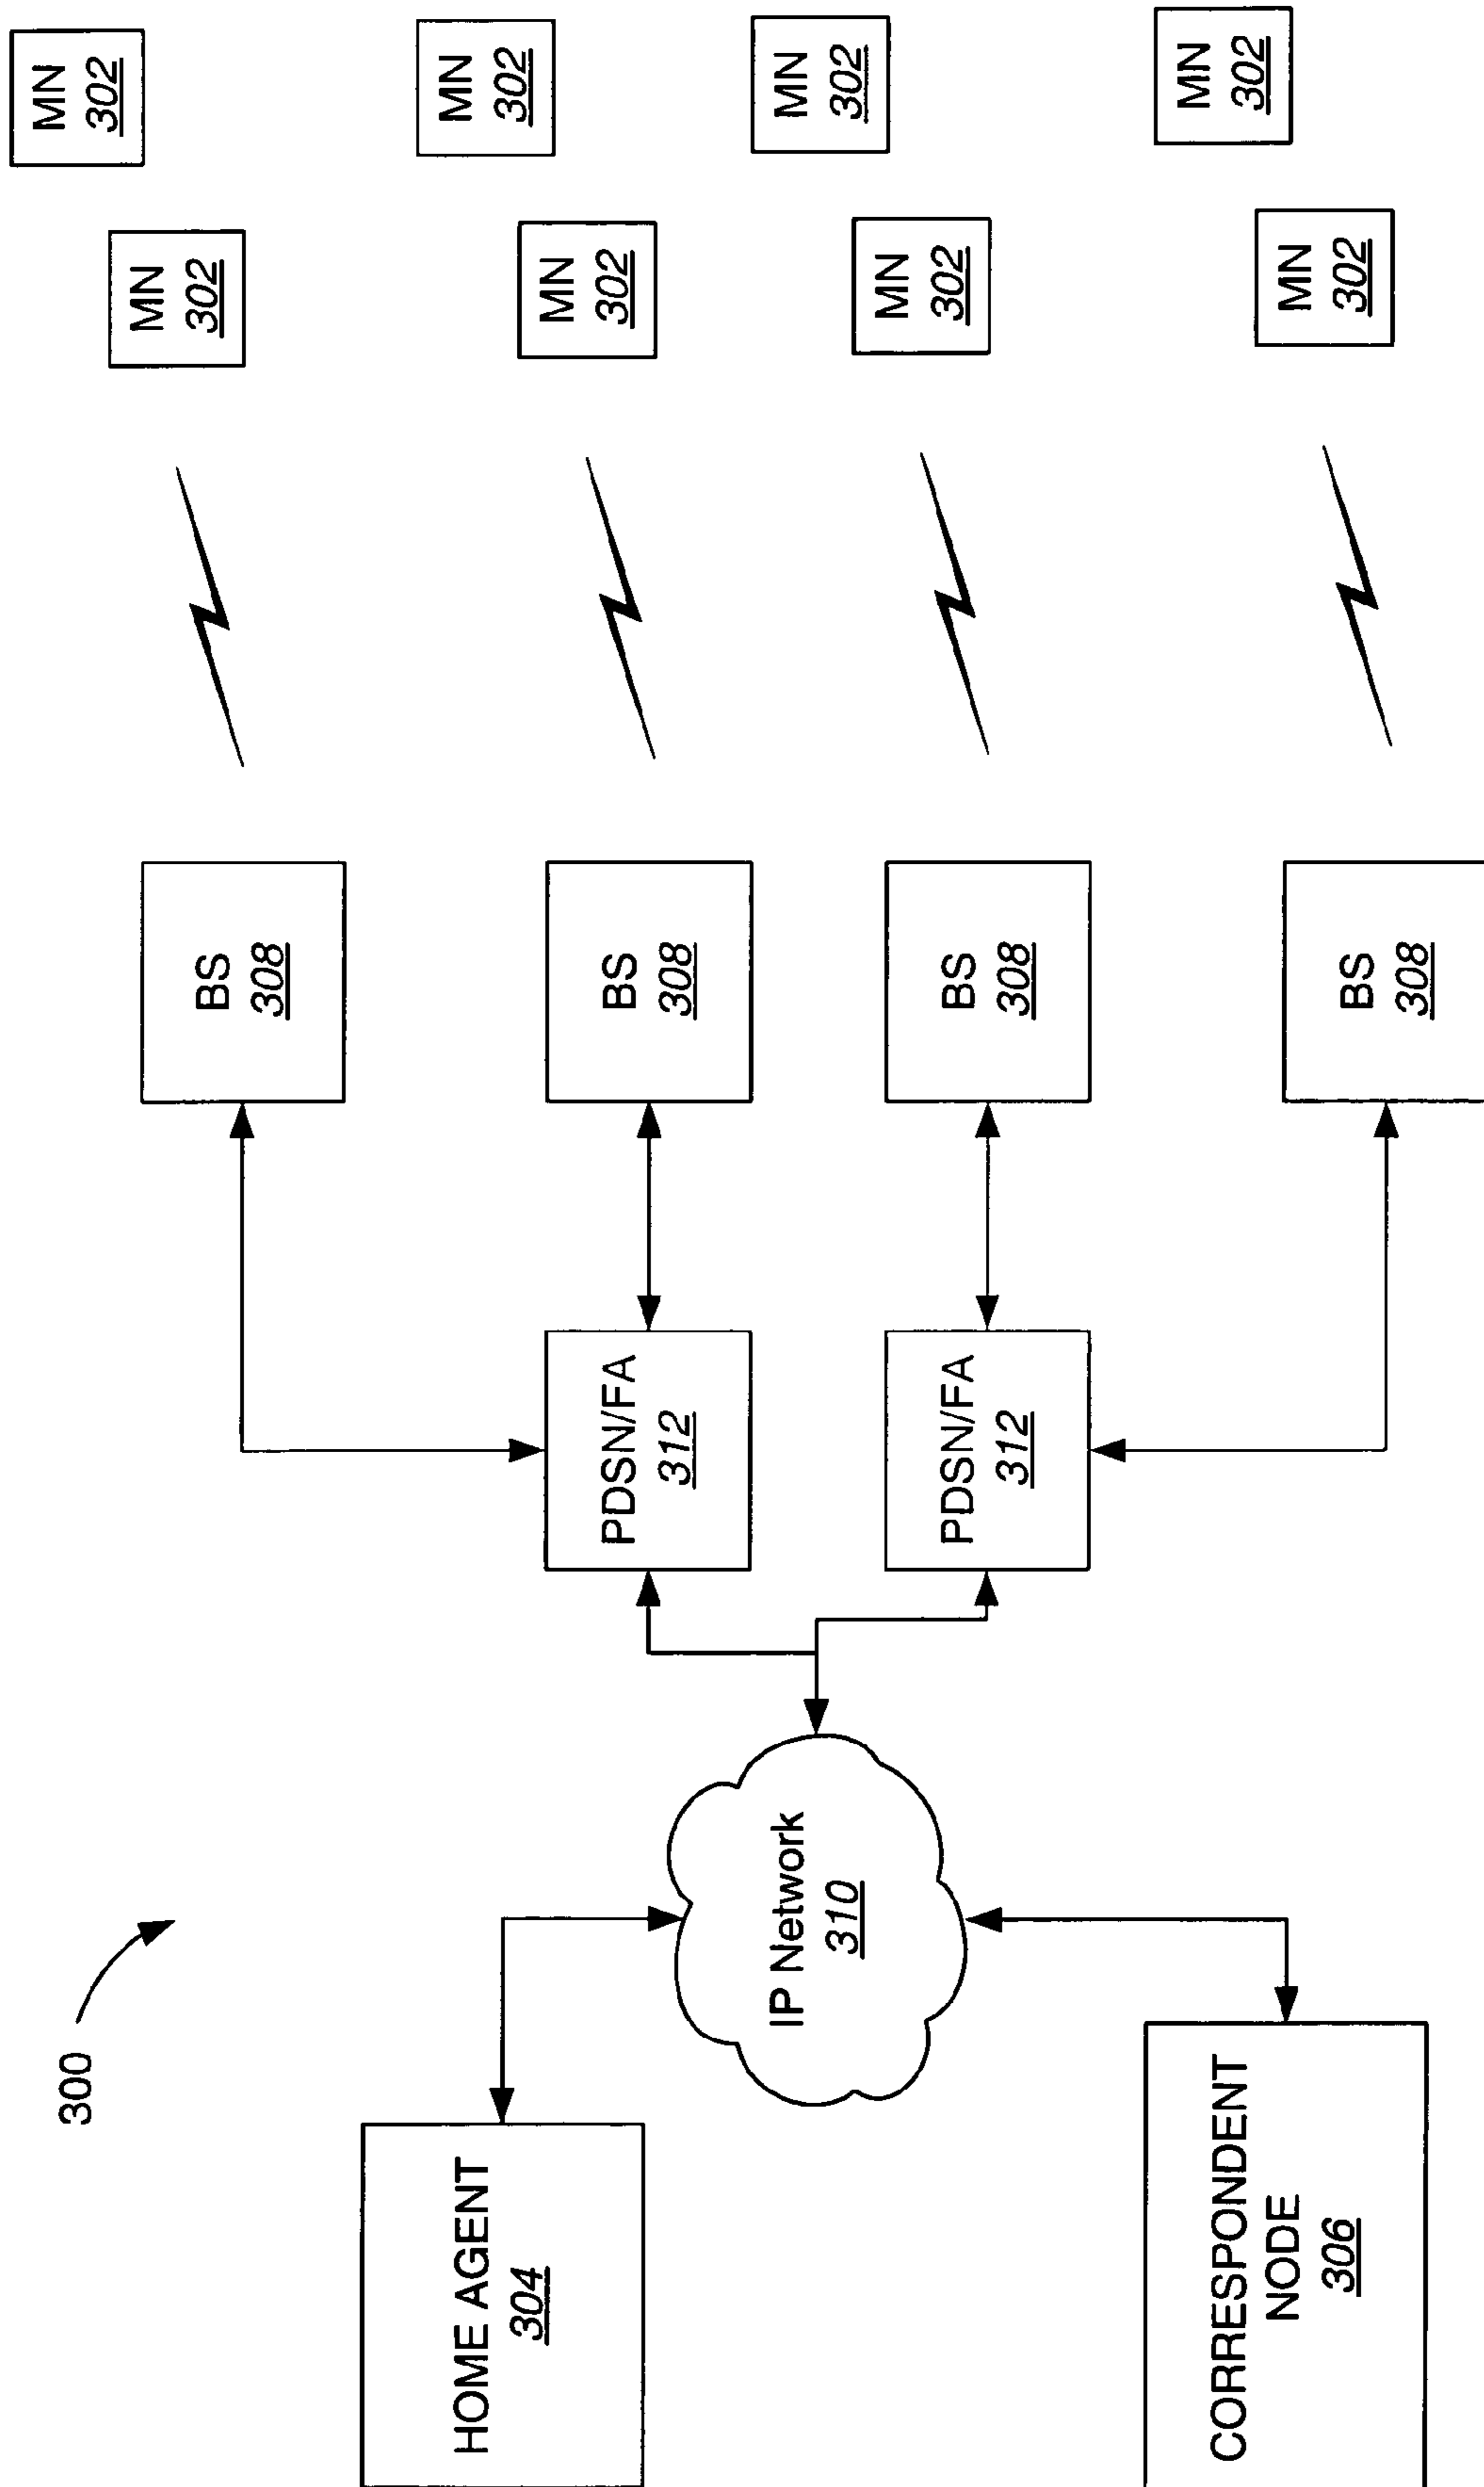 300
HOME AGENT
304
CORRESPONDENT
NODE
306
IP Network
310
PDSN/FA
312
PDSN/FA
312
BS
308
BS
308
BS
308
BS
308
MN
302
MN
302
MN
302
MN
302
MN
302
MN
302
MN
302
MN
302